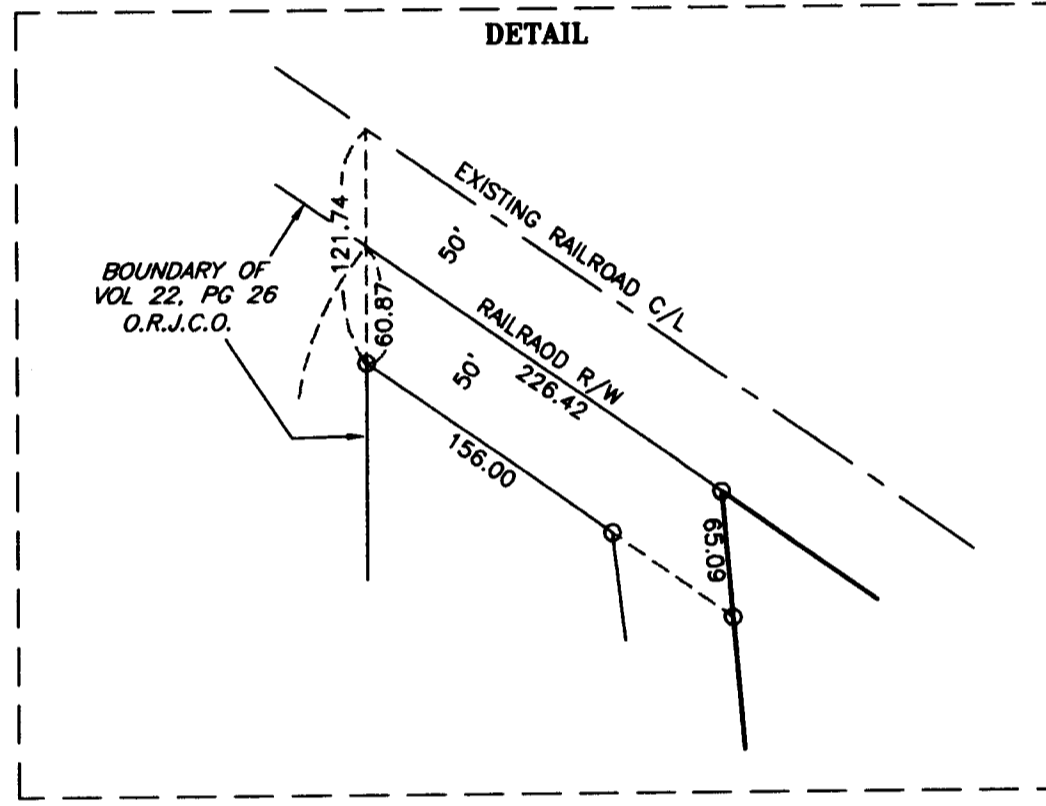 DETAIL
EXISTING RAILROAD C/L
50'
121.74
BOUNDARY OF
VOL 22, PG 26
O.R.J.C.O.
60.87
RAILRAOD R/W
50'
226.42
156.00
65.09